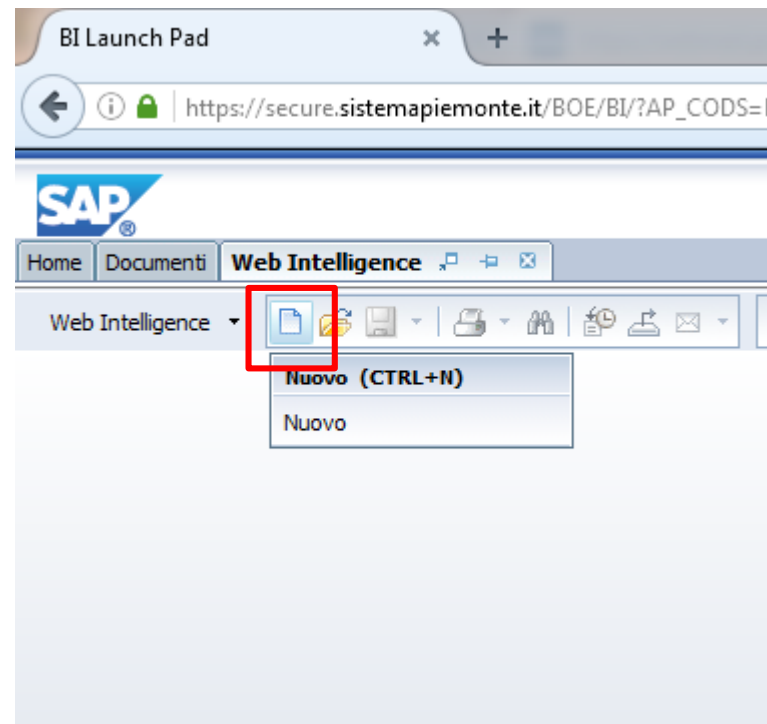 BI Launch Pad
https://secure.sistemapiemonte.it/BOE/BI/?AP_CODS=
SAP®
Home Documenti Web Intelligence
Web Intelligence
Nuovo (CTRL+N)
Nuovo